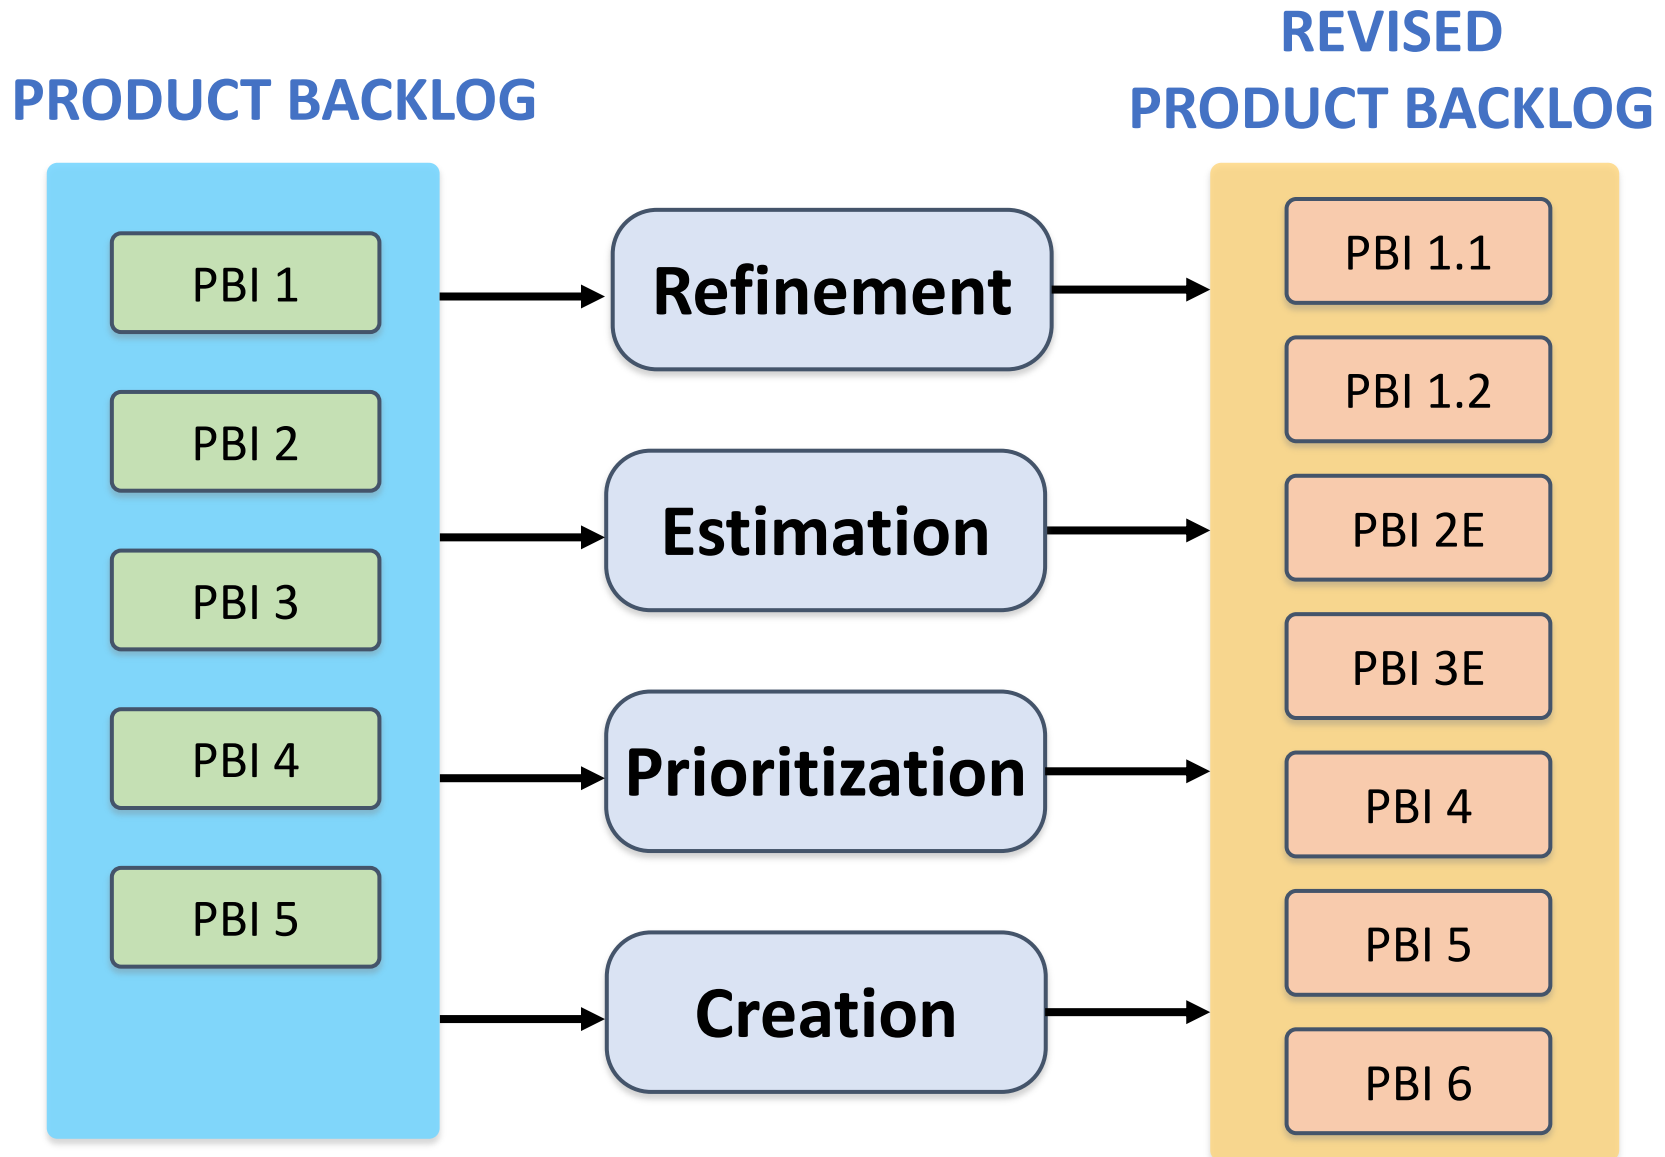 PRODUCT BACKLOG
PBI 1
PBI 2
PBI 3
PBI 4
PBI 5
Refinement
Estimation
Prioritization
Creation
REVISED
PRODUCT BACKLOG
PBI 1.1
PBI 1.2
PBI 2E
PBI 3E
PBI 4
PBI 5
PBI 6